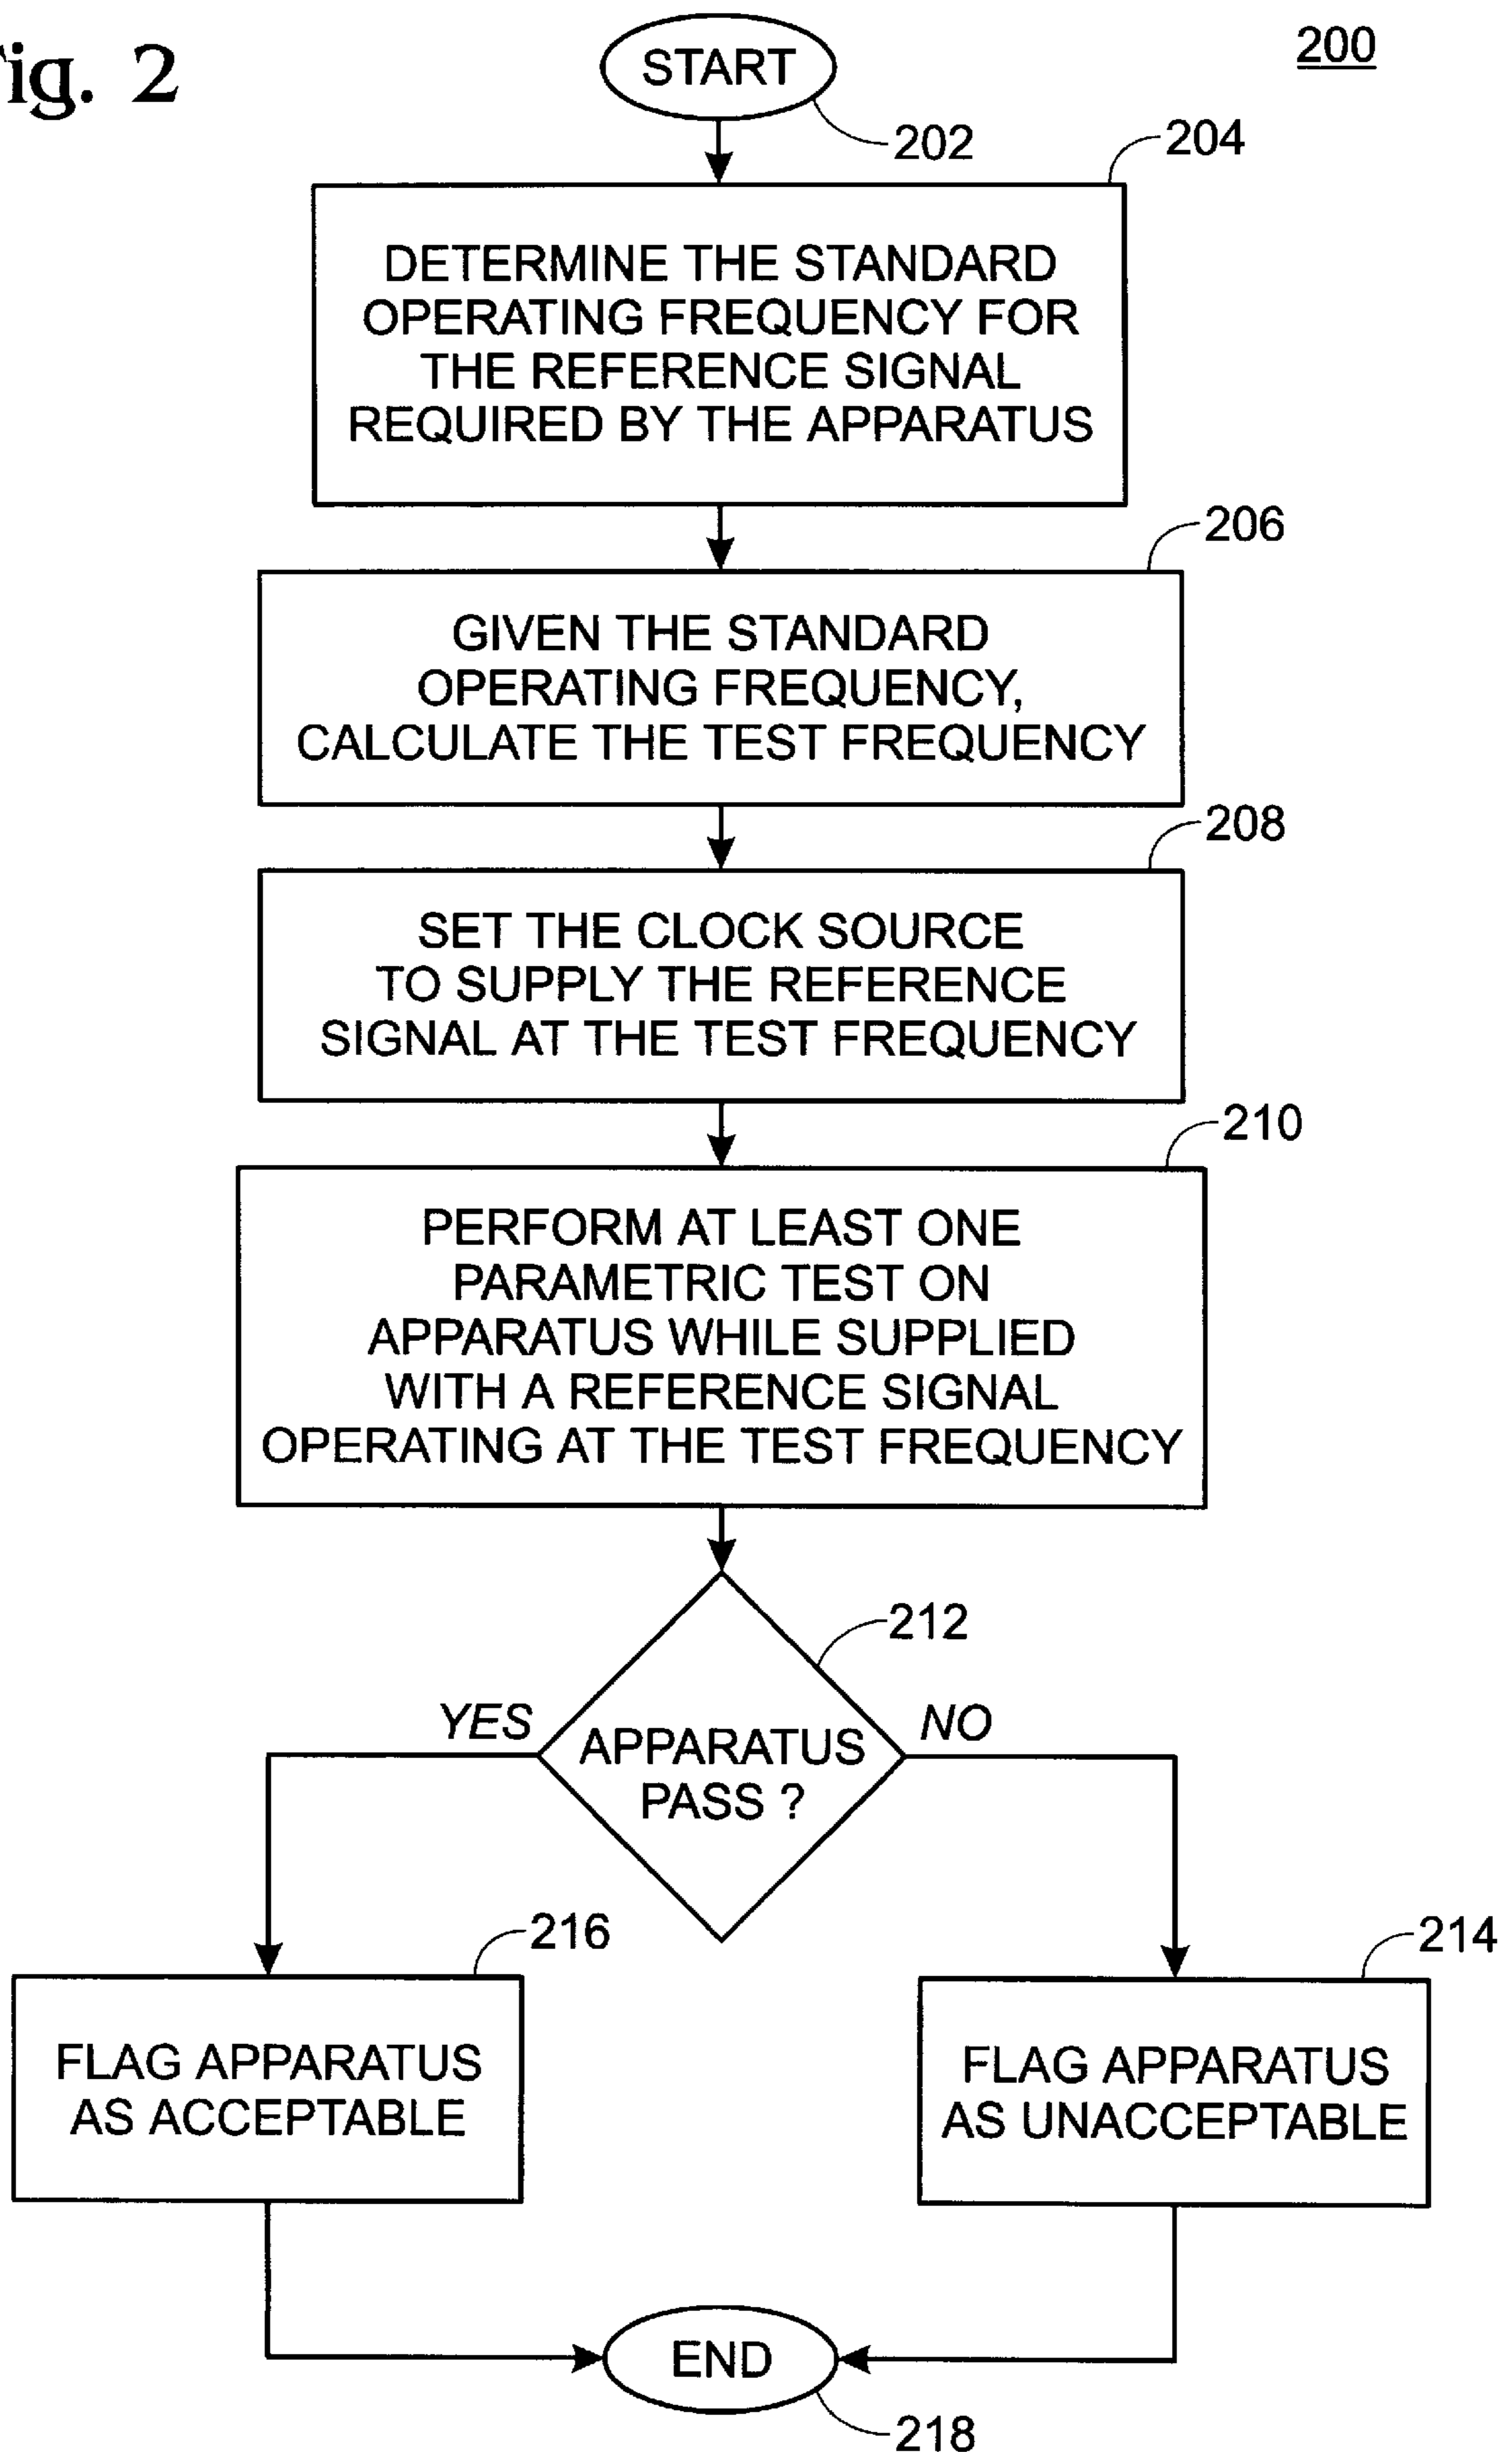 ig. 2
200
START
202
204
DETERMINE THE STANDARD
OPERATING FREQUENCY FOR
THE REFERENCE SIGNAL
REQUIRED BY THE APPARATUS
206
GIVEN THE STANDARD
OPERATING FREQUENCY,
CALCULATE THE TEST FREQUENCY
208
SET THE CLOCK SOURCE
TO SUPPLY THE REFERENCE
SIGNAL AT THE TEST FREQUENCY
210
PERFORM AT LEAST ONE
PARAMETRIC TEST ON
APPARATUS WHILE SUPPLIED
WITH A REFERENCE SIGNAL
OPERATING AT THE TEST FREQUENCY
212
YES
NO
APPARATUS
PASS ?
216
214
FLAG APPARATUS
AS ACCEPTABLE
FLAG APPARATUS
AS UNACCEPTABLE
END
218